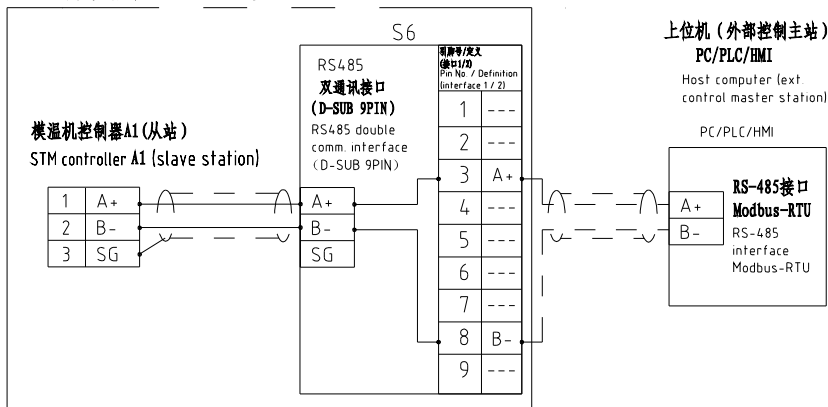 S6
引脚号/定义
(接口1/2)
Pin No. / Definition
(interface 1 / 2)
RS485
双通讯接口
(D-SUB 9PIN)
RS485 double
comm. interface
(D-SUB 9PIN)
模温机控制器A1(从站)
STM controller A1 (slave station)
1 A+
2 B-
3 SG
A+
B-
SG
1 ---
2 ---
3 A+
4 ---
5 ---
6 ---
7 ---
8 B-
9 ---
上位机(外部控制主站)
PC/PLC/HMI
Host computer (ext.
control master station)
PC/PLC/HMI
A+
B-
RS-485接口
Modbus-RTU
RS-485
interface
Modbus-RTU